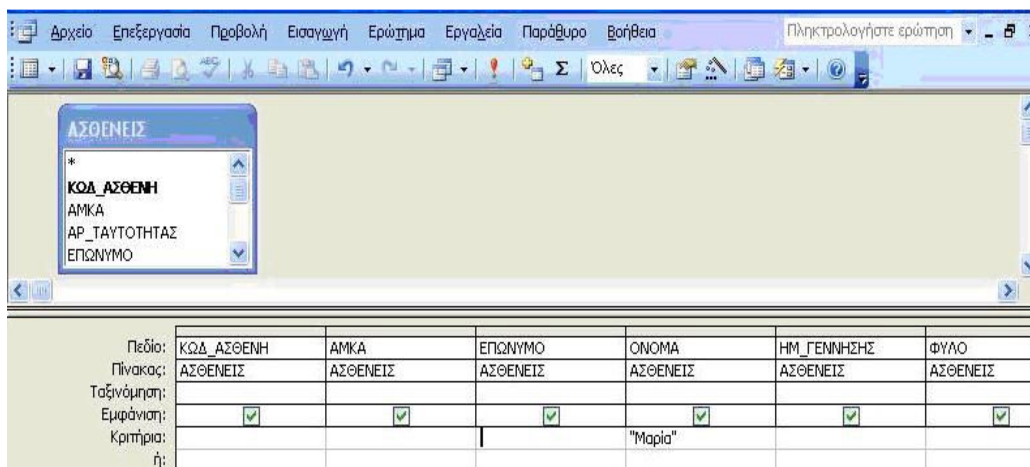 Αρχείο Επεξεργασία Προβολή Εισαγωγή Ερώτημα Εργαλεία Παράθυρο Βοήθεια Πληκτρολογήστε ερώτηση
Όλες
ΑΣΘΕΝΕΙΣ
*
ΚΩΔ_ΑΣΘΕΝΗ
ΑΜΚΑ
ΑΡ_ΤΑΥΤΟΤΗΤΑΣ
ΕΠΩΝΥΜΟ
Πεδίο: ΚΩΔ_ΑΣΘΕΝΗ ΑΜΚΑ ΕΠΩΝΥΜΟ ΟΝΟΜΑ ΗΜ_ΓΕΝΝΗΣΗΣ ΦΥΛΟ
Πίνακας: ΑΣΘΕΝΕΙΣ ΑΣΘΕΝΕΙΣ ΑΣΘΕΝΕΙΣ ΑΣΘΕΝΕΙΣ ΑΣΘΕΝΕΙΣ ΑΣΘΕΝΕΙΣ
Ταξινόμηση:
Εμφάνιση:
Κριτήρια: "Μαρία"
ή: